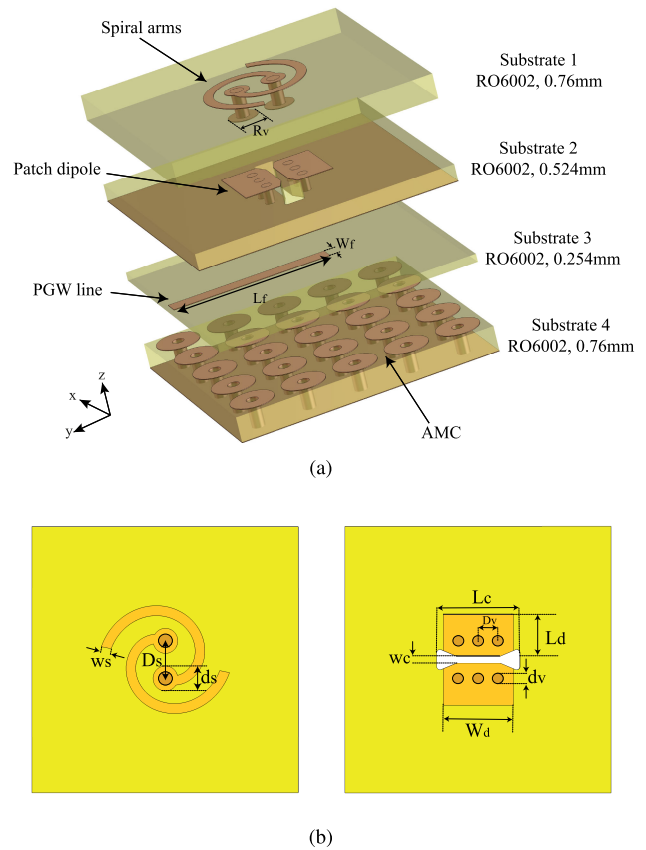 Spiral arms
Substrate 1
RO6002, 0.76mm
Rv
Substrate 2
RO6002, 0.524mm
Patch dipole
Substrate 3
RO6002, 0.254mm
Wf
PGW line
Lf
Substrate 4
RO6002, 0.76mm
z
x
y
AMC
(a)
Lc
Dv
Ld
ws
Ds
wc
ds
dv
Wd
(b)